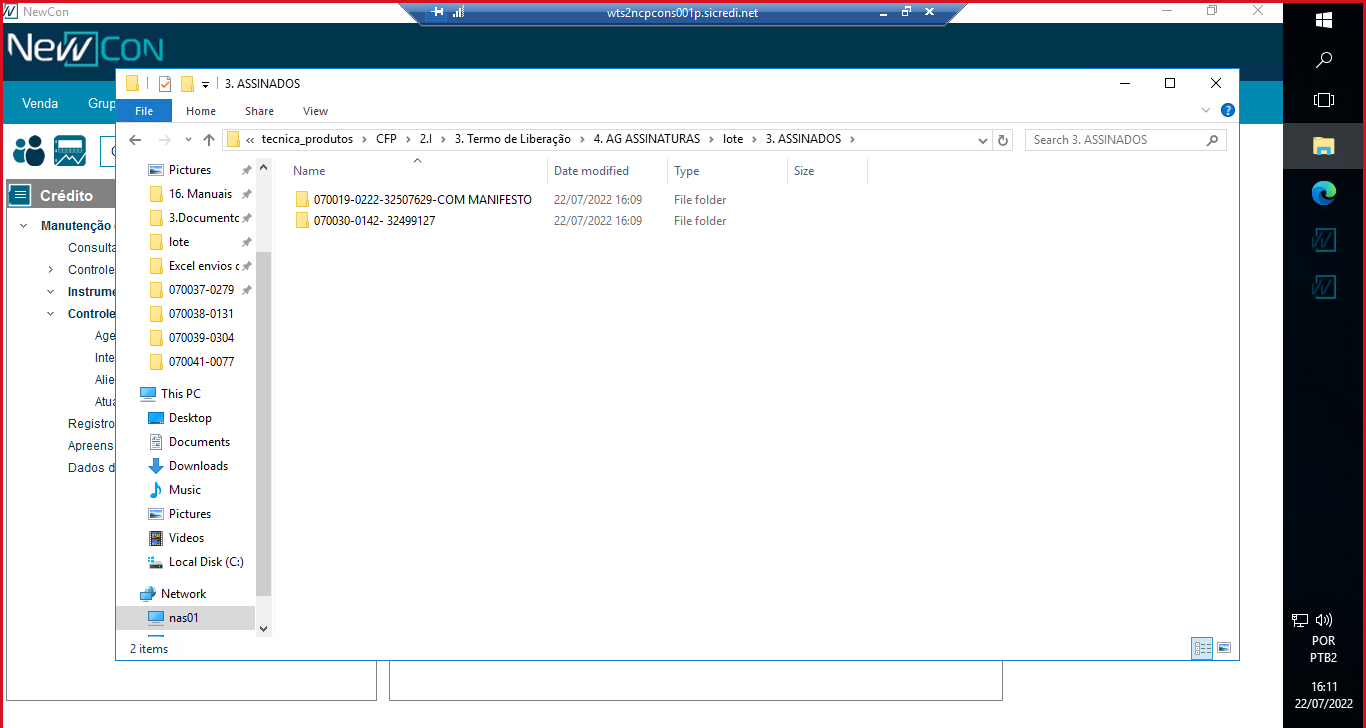 NewCon
wts2ncpcons001p.sicredi.net
NeWCon
Venda
Grup
3. ASSINADOS
File
Home
Share
View
« tecnica_produtos > CFP > 2.I > 3. Termo de Liberação > 4. AG ASSINATURAS > lote > 3. ASSINADOS >
Search 3. ASSINADOS
Crédito
Manutenção
Consulta
Controle
Instrume
Controle
Age
Inte
Alie
Atua
Registro
Apreens
Dados d
Pictures
16. Manuais
3.Documento
lote
Excel envios
070037-0279
070038-0131
070039-0304
070041-0077
This PC
Desktop
Documents
Downloads
Music
Pictures
Videos
Local Disk (C:)
Network
nas01
Name Date modified Type Size
070019-0222-32507629-COM MANIFESTO 22/07/2022 16:09 File folder
070030-0142- 32499127 22/07/2022 16:09 File folder
2 items
POR
PTB2
16:11
22/07/2022